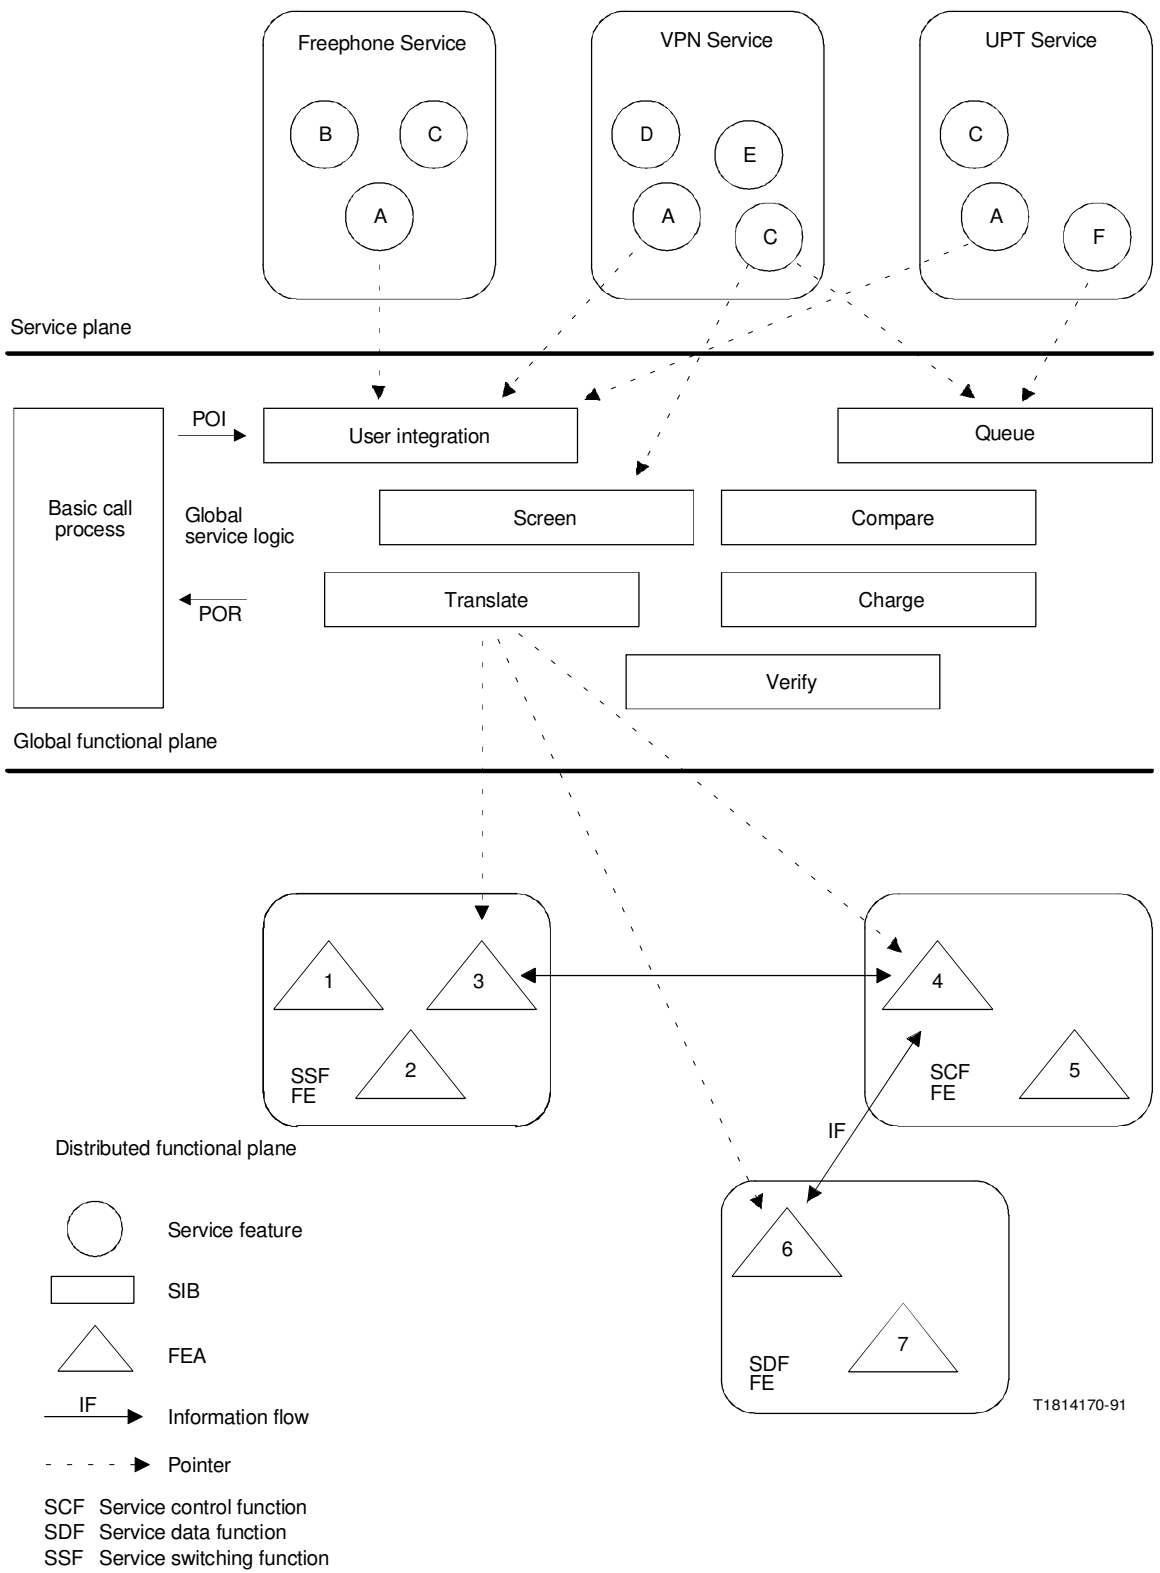 Freephone Service
VPN Service
UPT Service
B
C
A
D
E
A
C
C
A
F
Service plane
POI
User integration
Queue
Basic call
process
Global
service logic
Screen
Compare
POR
Translate
Charge
Verify
Global functional plane
1
3
2
SSF
FE
4
5
SCF
FE
IF
Distributed functional plane
6
7
SDF
FE
Service feature
SIB
FEA
IF
Information flow
Pointer
T1814170-91
SCF Service control function
SDF Service data function
SSF Service switching function